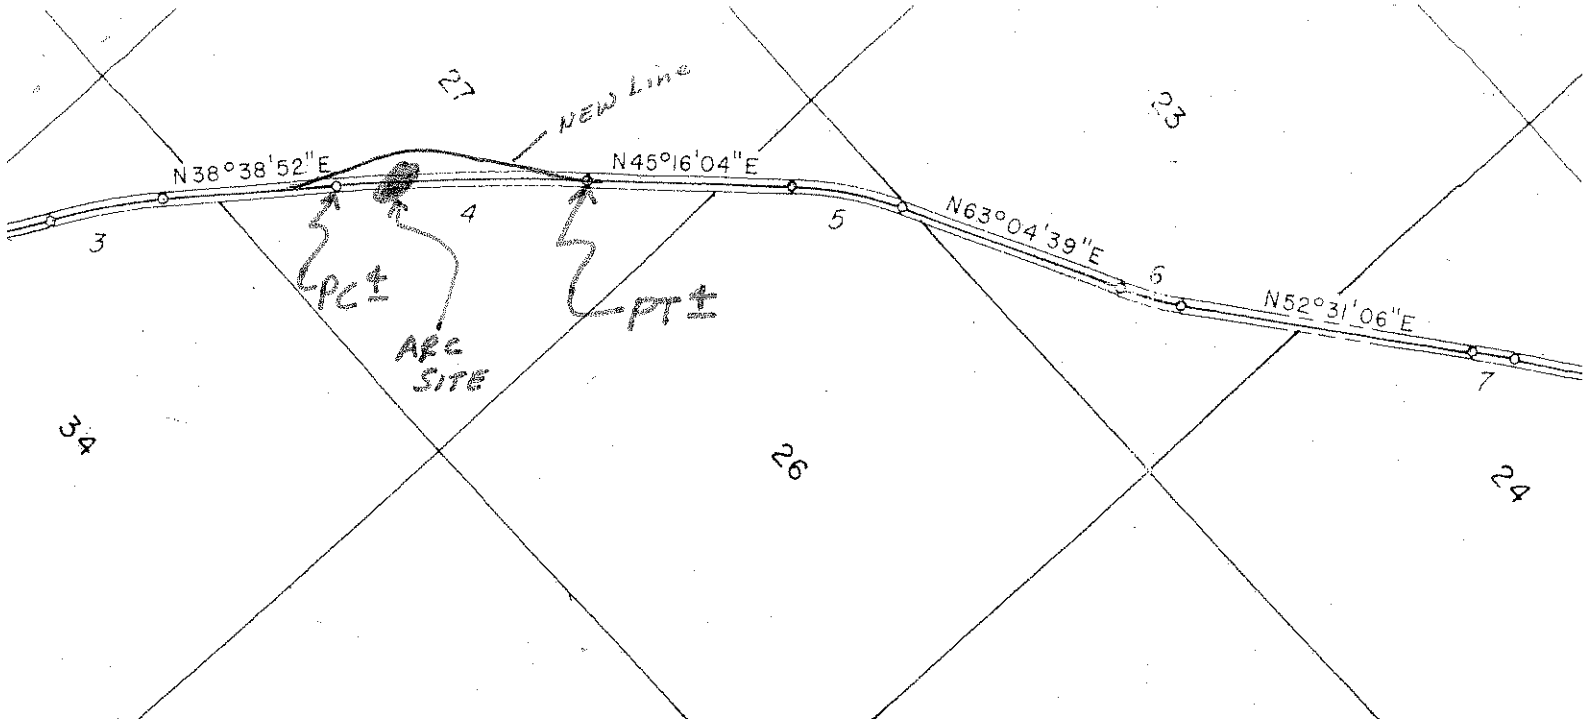 27
NEW Line
23
N38°38'52"E
N45°16'04"E
3
4
5
N63°04'39"E
6
N52°31'06"E
7
PC ±
PT ±
ARC
SITE
34
26
24